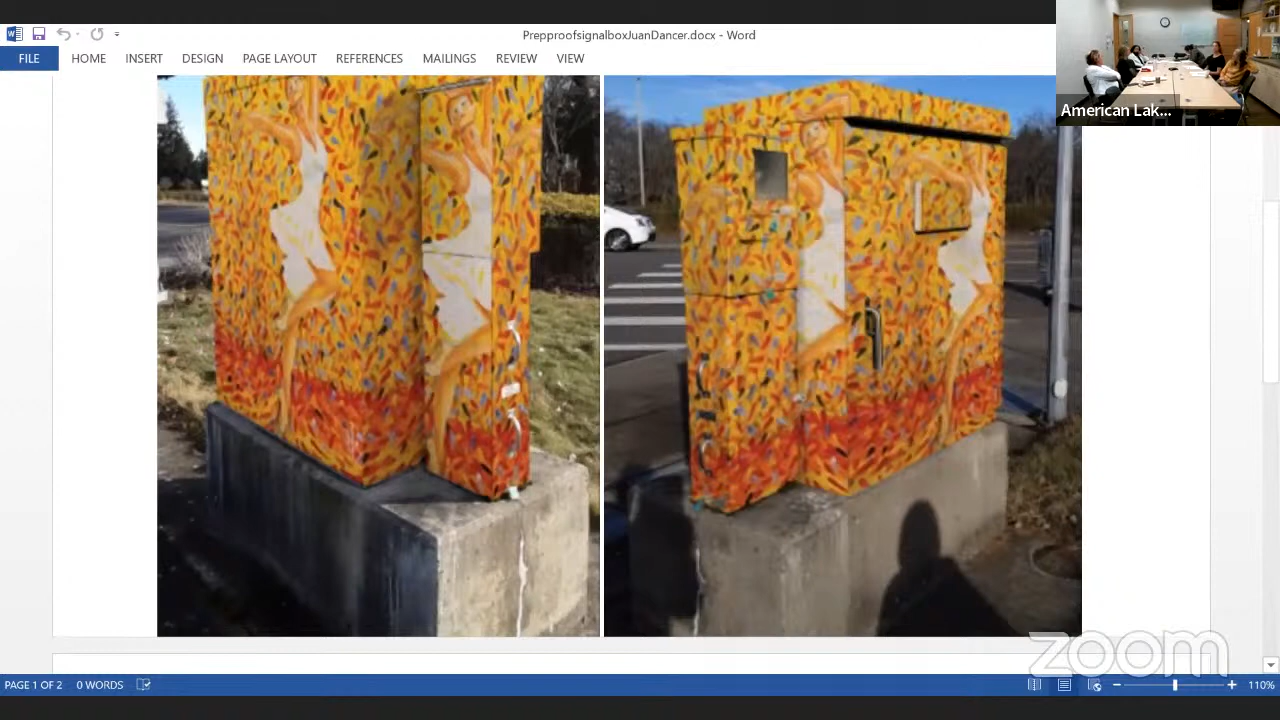 PrepproofsignalboxJuanDancer.docx - Word
FILE
HOME
INSERT
DESIGN
PAGE LAYOUT
REFERENCES
MAILINGS
REVIEW
VIEW
American Lak...
zoom
PAGE 1 OF 2
0 WORDS
110%